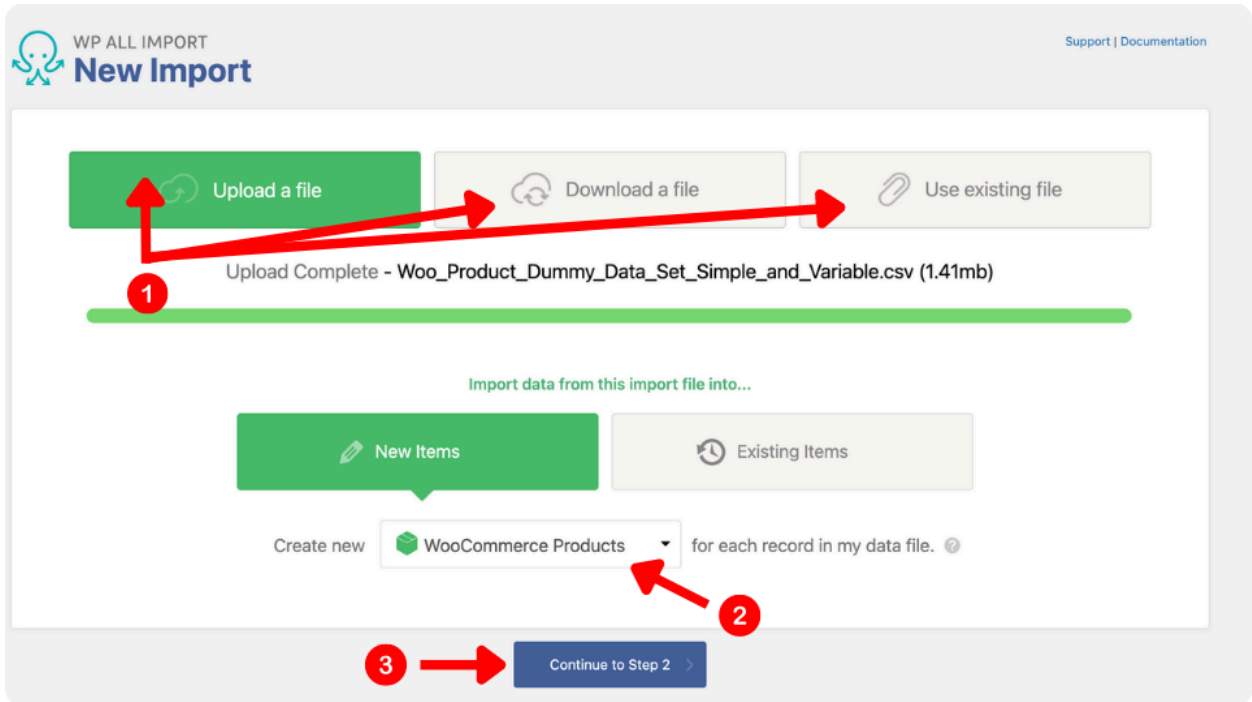 WP ALL IMPORT
New Import
Support | Documentation
Upload a file
Download a file
Use existing file
1
Upload Complete - Woo_Product_Dummy_Data_Set_Simple_and_Variable.csv (1.41mb)
Import data from this import file into...
New Items
Existing Items
Create new WooCommerce Products for each record in my data file. ?
2
3
Continue to Step 2